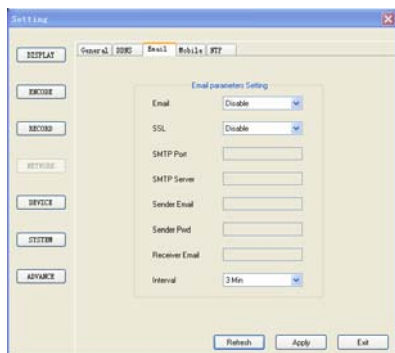 Setting
DISPLAY
ENCODE
RECORD
NETWORK
DEVICE
SYSTEM
ADVANCE
General DDNS Email Mobile NTP
Email parameters Setting
Email Disable
SSL Disable
SMTP Port
SMTP Server
Sender Email
Sender Pwd
Receiver Email
Interval 3 Min
Refresh Apply Exit